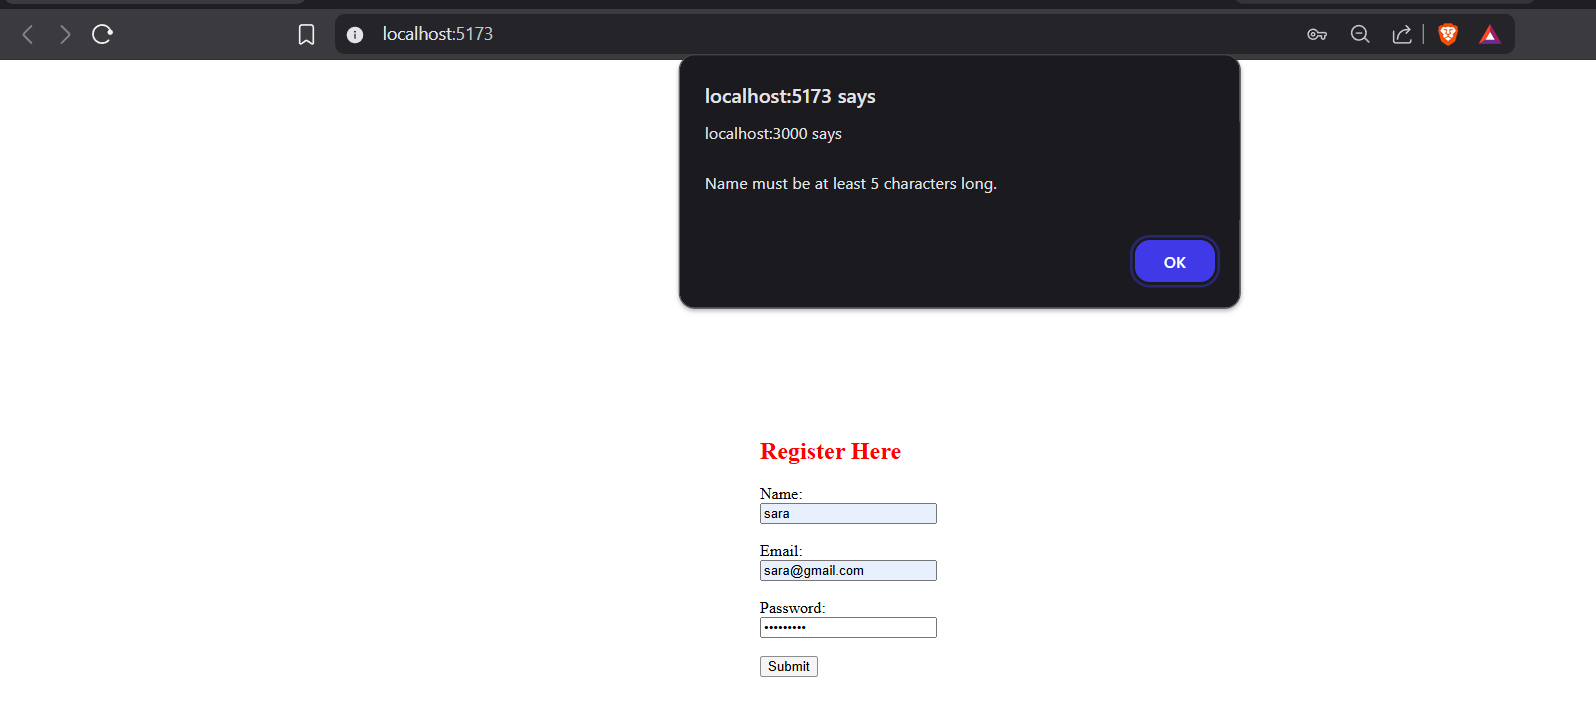 localhost:5173
localhost:5173 says
localhost:3000 says
Name must be at least 5 characters long.
OK
Register Here
Name:
sara
Email:
sara@gmail.com
Password:
•••••••••
Submit